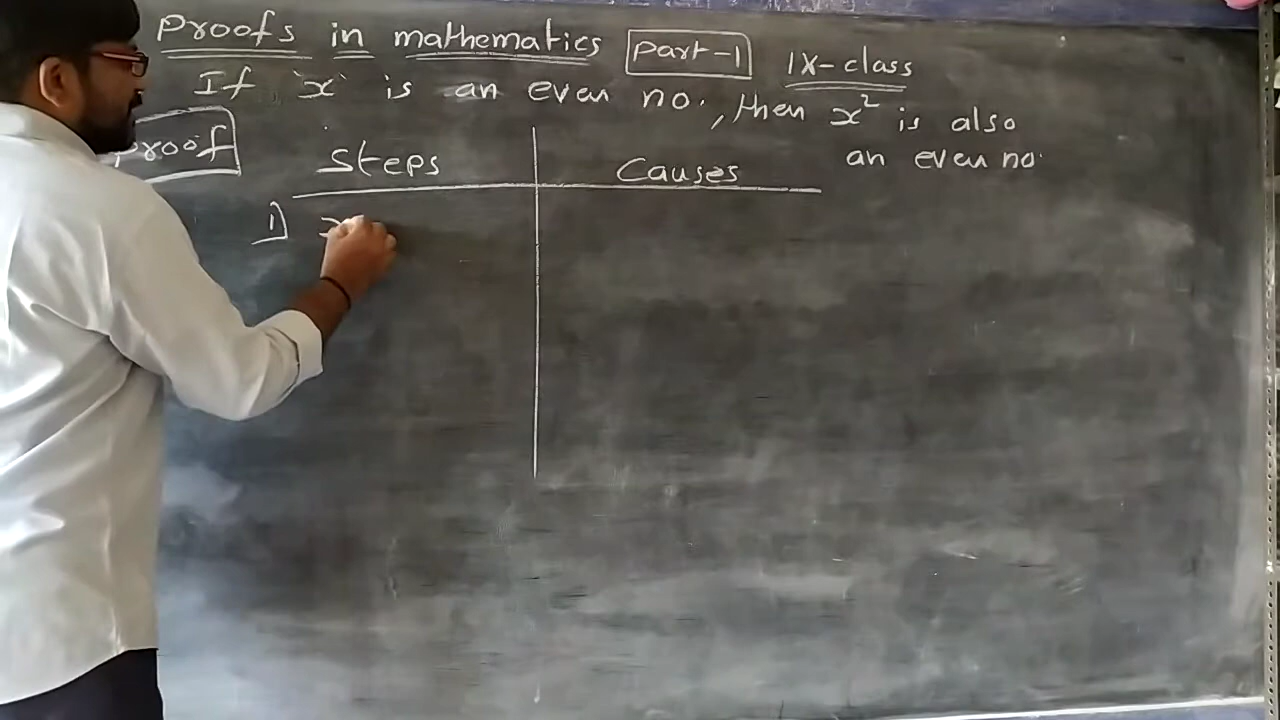 Proofs in mathematics Part-1 IX-class
If `x` is an even no., then x² is also
an even no.
Proof
Steps Causes
1) x